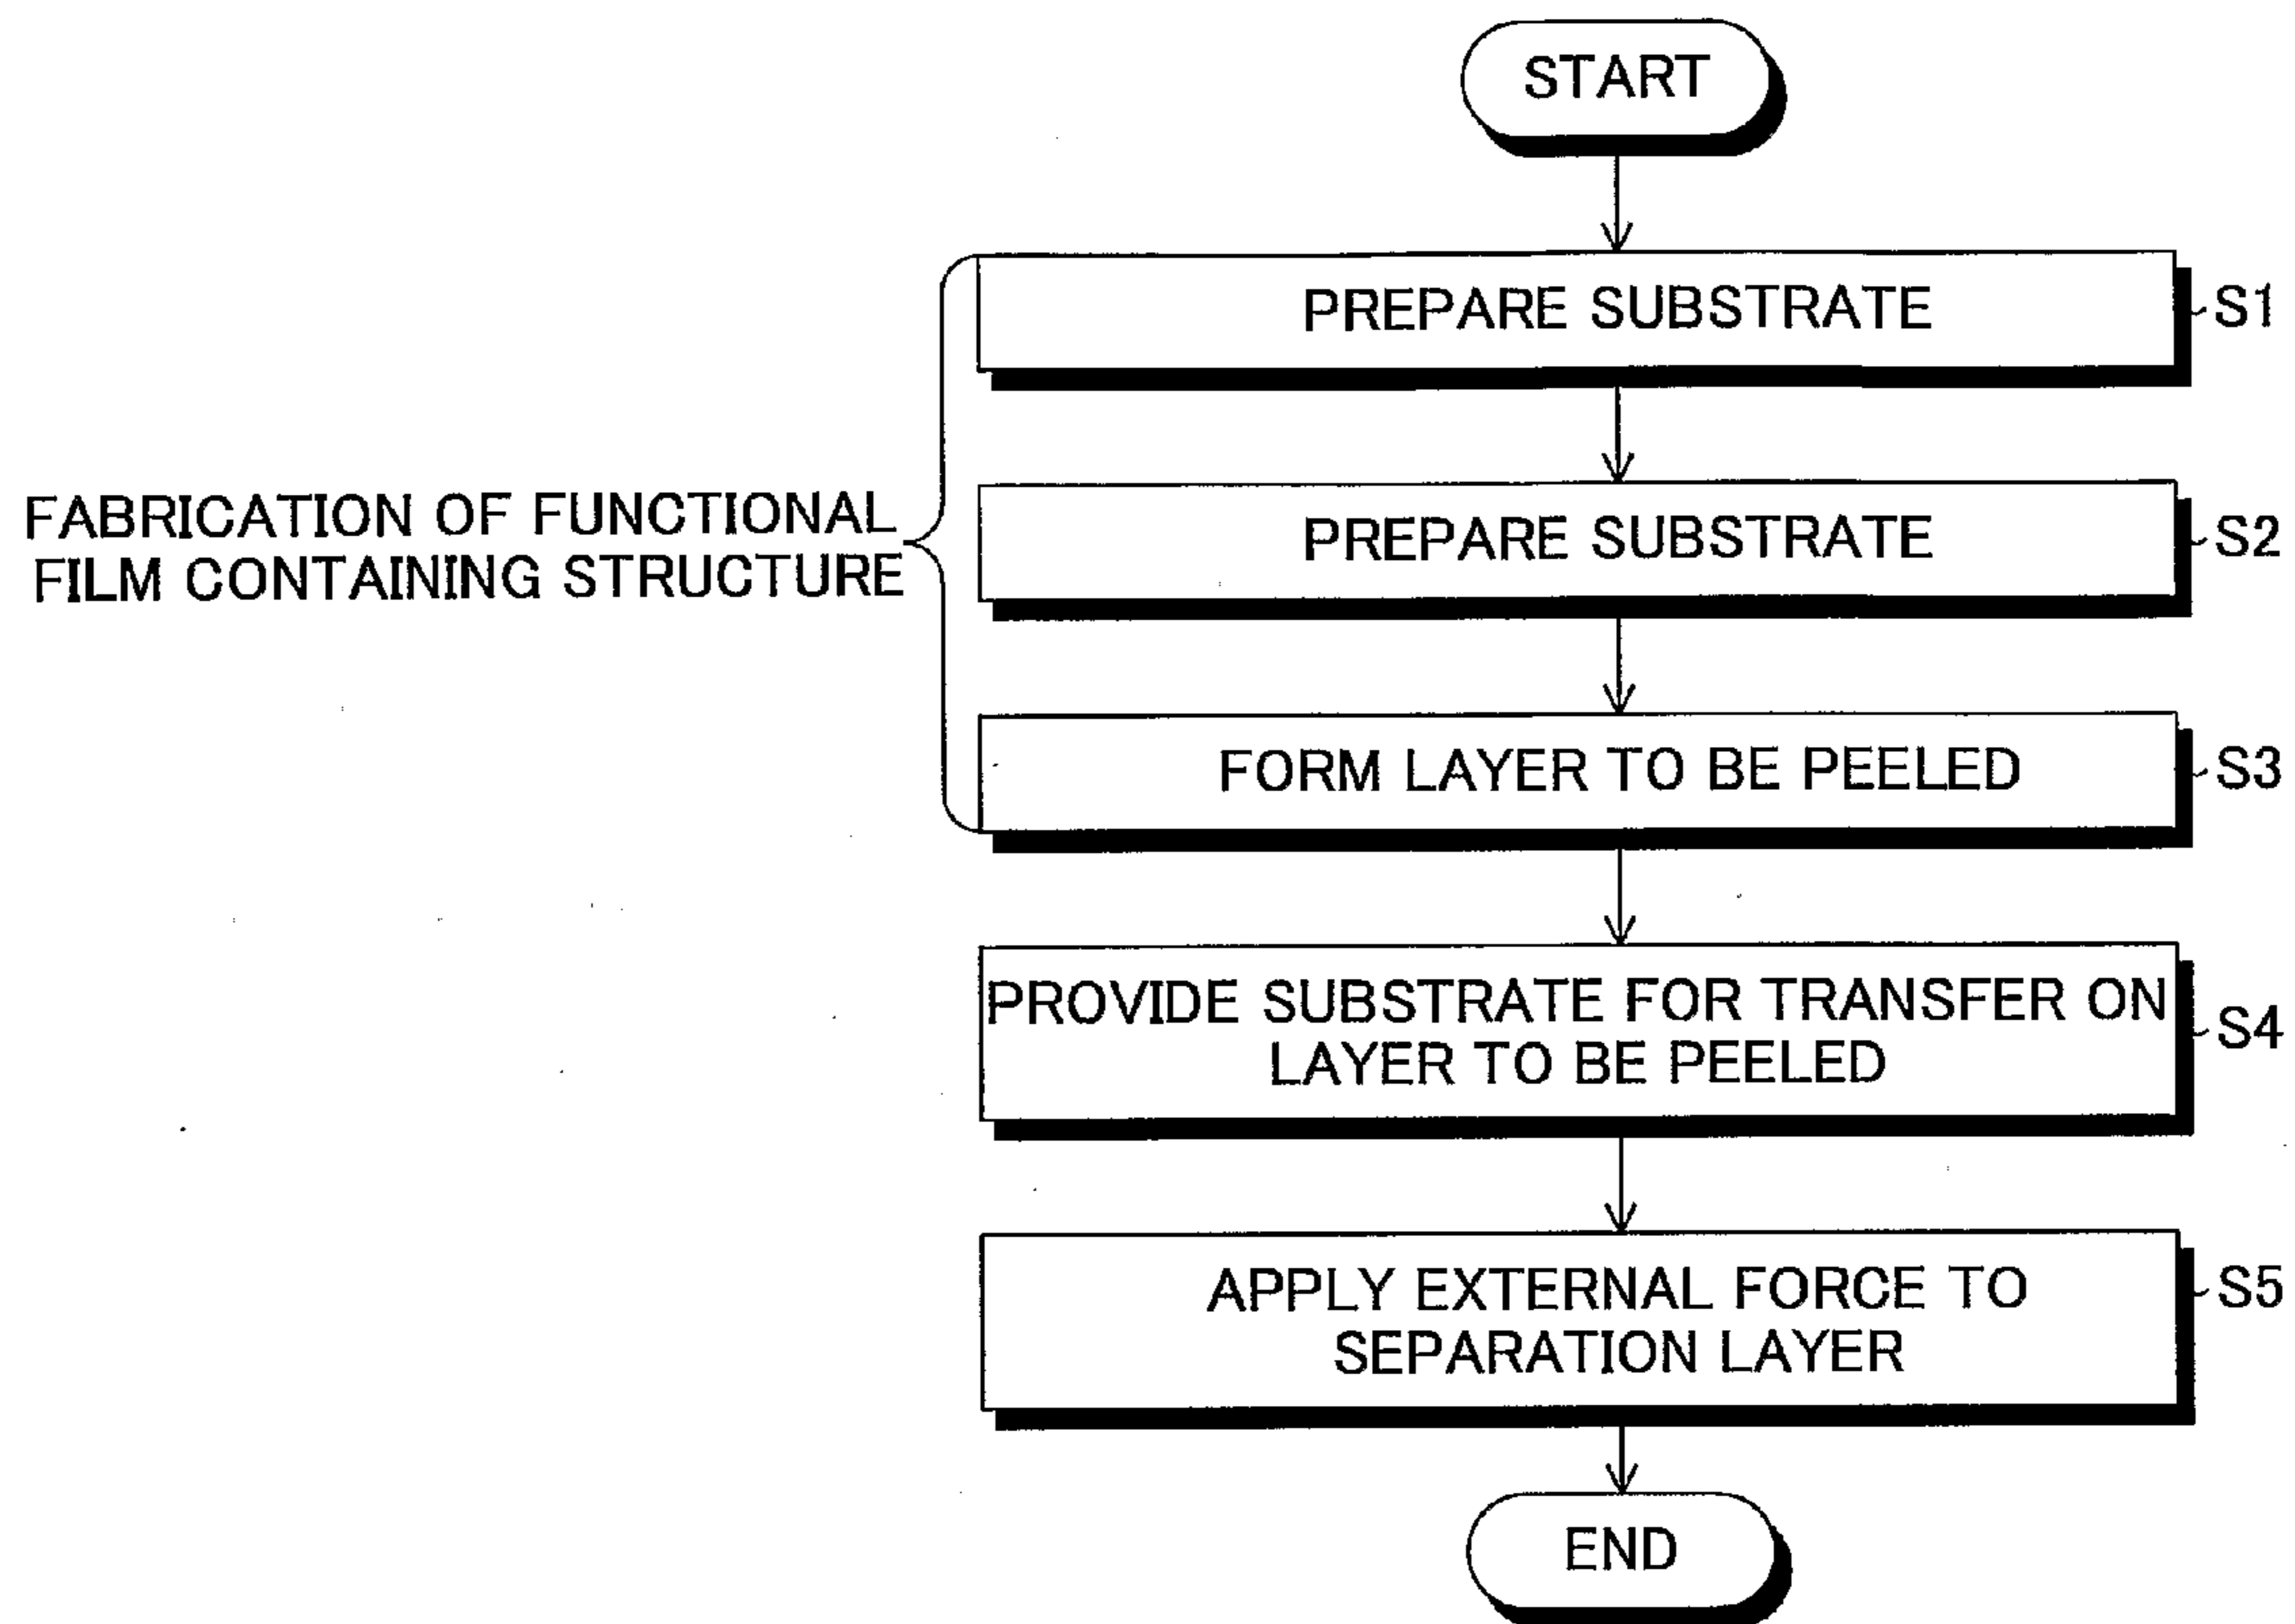 START
PREPARE SUBSTRATE
S1
PREPARE SUBSTRATE
S2
FABRICATION OF FUNCTIONAL
FILM CONTAINING STRUCTURE
FORM LAYER TO BE PEELED
S3
PROVIDE SUBSTRATE FOR TRANSFER ON
LAYER TO BE PEELED
S4
APPLY EXTERNAL FORCE TO
SEPARATION LAYER
S5
END